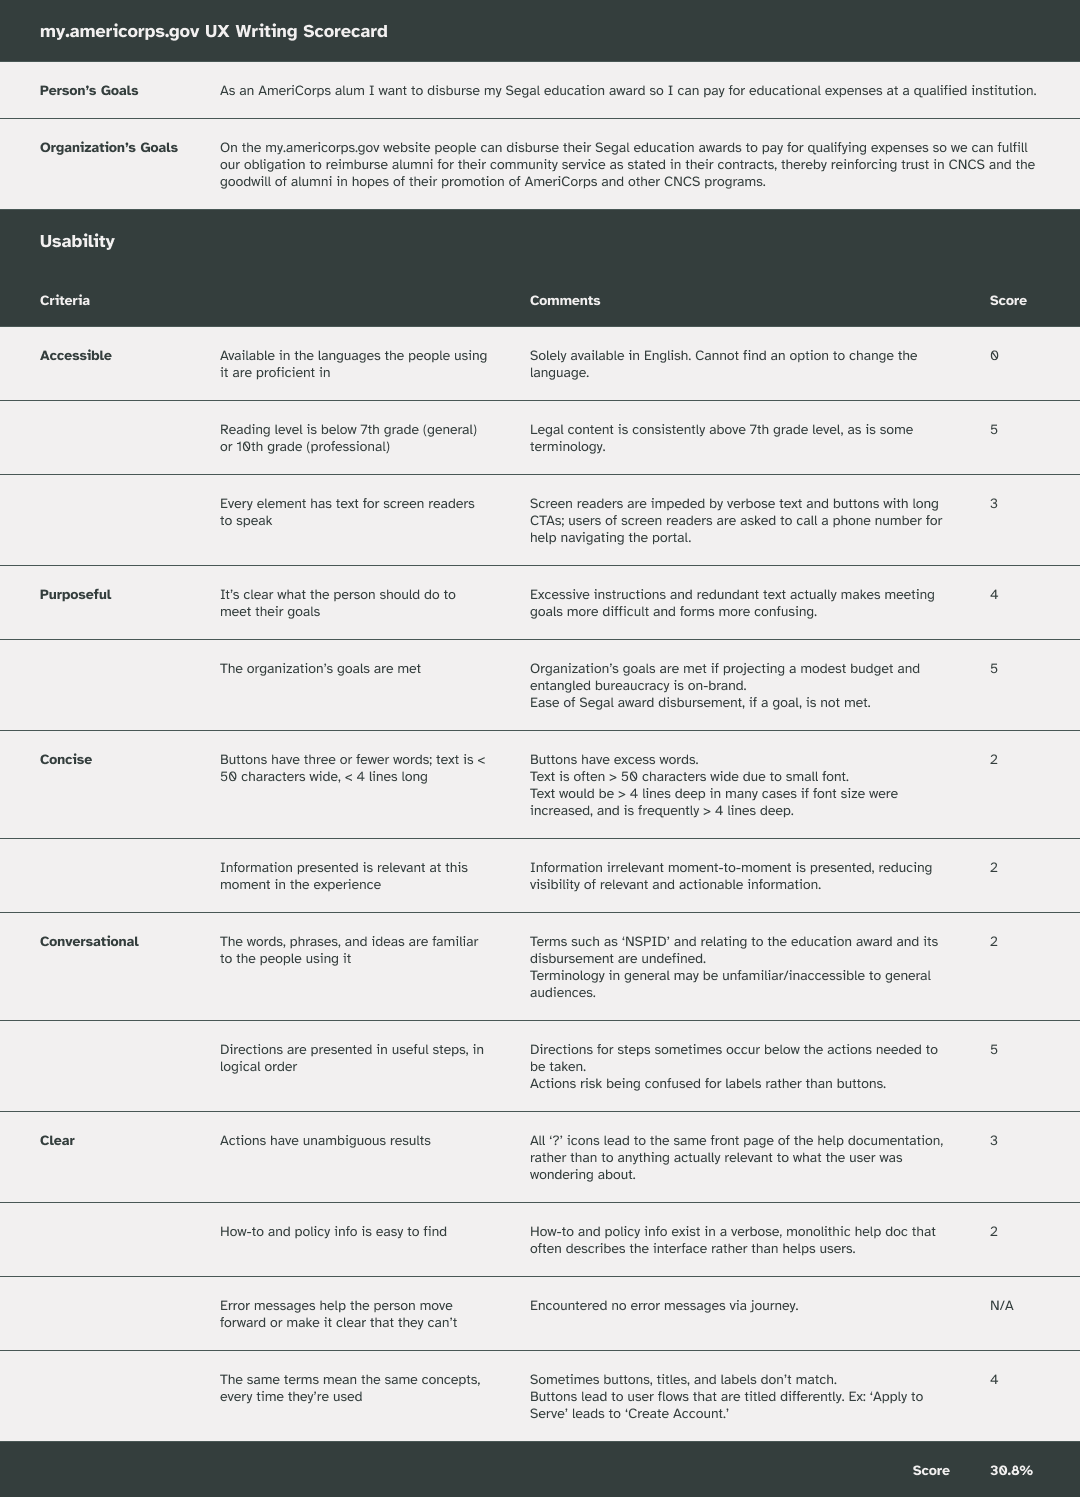 my.americorps.gov UX Writing Scorecard
Person's Goals
As an AmeriCorps alum I want to disburse my Segal education award so I can pay for educational expenses at a qualified institution.
Organization's Goals
On the my.americorps.gov website people can disburse their Segal education awards to pay for qualifying expenses so we can fulfill
our obligation to reimburse alumni for their community service as stated in their contracts, thereby reinforcing trust in CNCS and the
goodwill of alumni in hopes of their promotion of AmeriCorps and other CNCS programs.
Usability
Criteria
Comments
Score
Accessible
Available in the languages the people using
it are proficient in
Solely available in English. Cannot find an option to change the
language.
0
Reading level is below 7th grade (general)
or 10th grade (professional)
Legal content is consistently above 7th grade level, as is some
terminology.
5
Every element has text for screen readers
to speak
Screen readers are impeded by verbose text and buttons with long
CTAs; users of screen readers are asked to call a phone number for
help navigating the portal.
3
Purposeful
It's clear what the person should do to
meet their goals
Excessive instructions and redundant text actually makes meeting
goals more difficult and forms more confusing.
4
The organization's goals are met
Organization's goals are met if projecting a modest budget and
entangled bureaucracy is on-brand.
Ease of Segal award disbursement, if a goal, is not met.
5
Concise
Buttons have three or fewer words; text is <
50 characters wide, < 4 lines long
Buttons have excess words.
Text is often > 50 characters wide due to small font.
Text would be > 4 lines deep in many cases if font size were
increased, and is frequently > 4 lines deep.
2
Information presented is relevant at this
moment in the experience
Information irrelevant moment-to-moment is presented, reducing
visibility of relevant and actionable information.
2
Conversational
The words, phrases, and ideas are familiar
to the people using it
Terms such as ‘NSPID’ and relating to the education award and its
disbursement are undefined.
Terminology in general may be unfamiliar/inaccessible to general
audiences.
2
Directions are presented in useful steps, in
logical order
Directions for steps sometimes occur below the actions needed to
be taken.
Actions risk being confused for labels rather than buttons.
5
Clear
Actions have unambiguous results
All ‘?’ icons lead to the same front page of the help documentation,
rather than to anything actually relevant to what the user was
wondering about.
3
How-to and policy info is easy to find
How-to and policy info exist in a verbose, monolithic help doc that
often describes the interface rather than helps users.
2
Error messages help the person move
forward or make it clear that they can't
Encountered no error messages via journey.
N/A
The same terms mean the same concepts,
every time they're used
Sometimes buttons, titles, and labels don't match.
Buttons lead to user flows that are titled differently. Ex: ‘Apply to
Serve’ leads to ‘Create Account.’
4
Score
30.8%